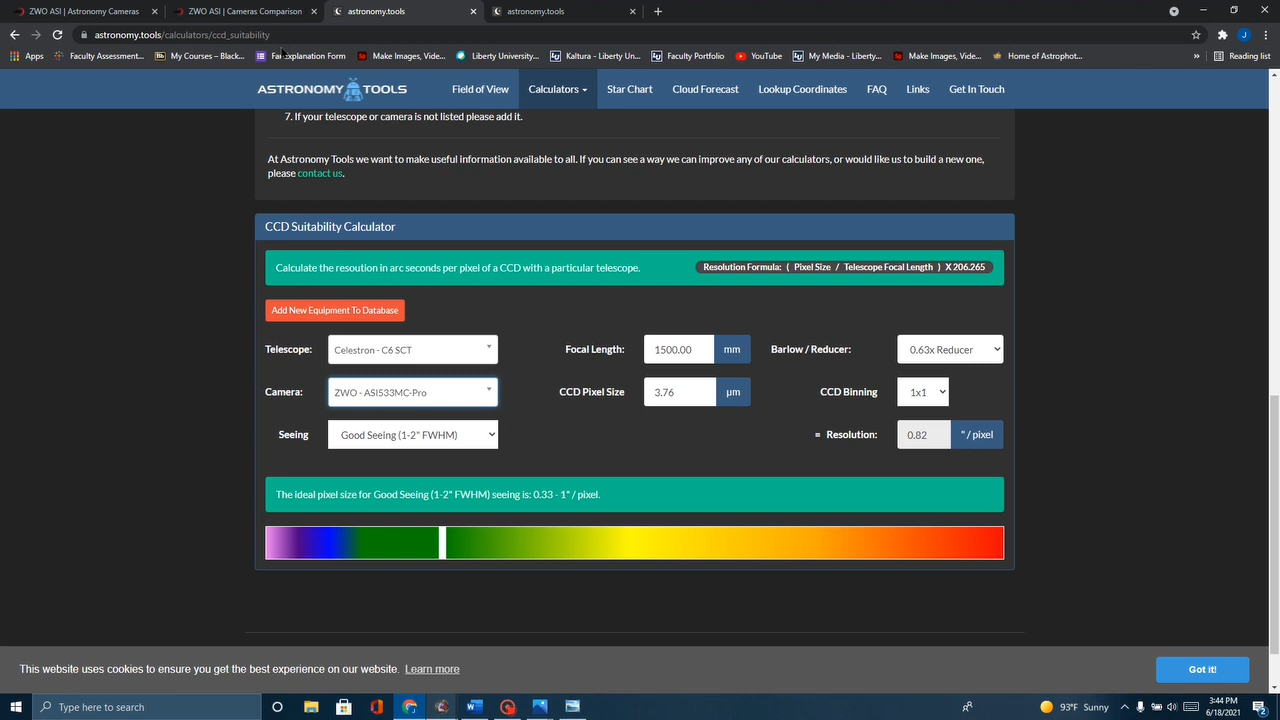 ZWO ASI | Astronomy Cameras
ZWO ASI | Cameras Comparison
astronomy.tools
astronomy.tools
astronomy.tools/calculators/ccd_suitability
J
Apps
Faculty Assessment...
My Courses – Black...
Explanation Form
Make Images, Vide...
Liberty University...
Kaltura - Liberty Un...
Faculty Portfolio
YouTube
My Media - Liberty...
Make Images, Vide...
Home of Astrophot...
»
Reading list
ASTRONOMY TOOLS
Field of View
Calculators
Star Chart
Cloud Forecast
Lookup Coordinates
FAQ
Links
Get In Touch
7. If your telescope or camera is not listed please add it.
At Astronomy Tools we want to make useful information available to all. If you can see a way we can improve any of our calculators, or would like us to build a new one,
please contact us.
CCD Suitability Calculator
Calculate the resoution in arc seconds per pixel of a CCD with a particular telescope.
Resolution Formula: ( Pixel Size / Telescope Focal Length ) X 206.265
Add New Equipment To Database
Telescope: Celestron - C6 SCT Focal Length: 1500.00 mm Barlow / Reducer: 0.63x Reducer
Camera: ZWO - ASI533MC-Pro CCD Pixel Size 3.76 µm CCD Binning 1x1
Seeing Good Seeing (1-2" FWHM) = Resolution: 0.82 " / pixel
The ideal pixel size for Good Seeing (1-2" FWHM) seeing is: 0.33 - 1" / pixel.
This website uses cookies to ensure you get the best experience on our website. Learn more
Got it!
Type here to search
93°F Sunny
3:44 PM
6/18/2021
2